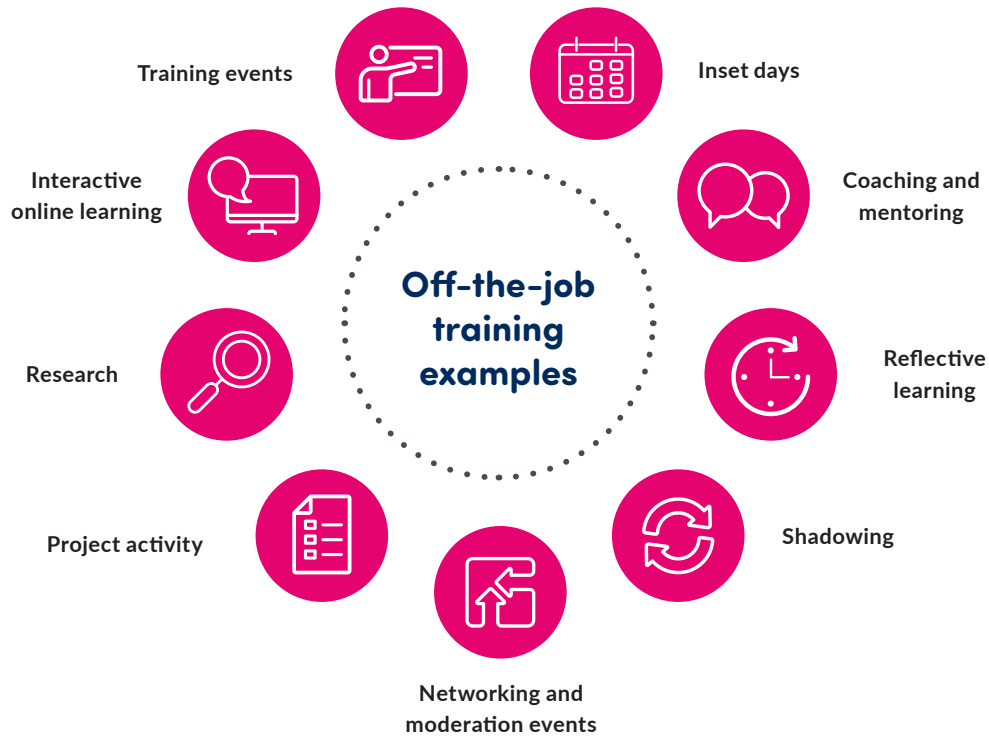 Off-the-job
training
examples
Training events
Inset days
Coaching and
mentoring
Reflective
learning
Shadowing
Networking and
moderation events
Project activity
Research
Interactive
online learning